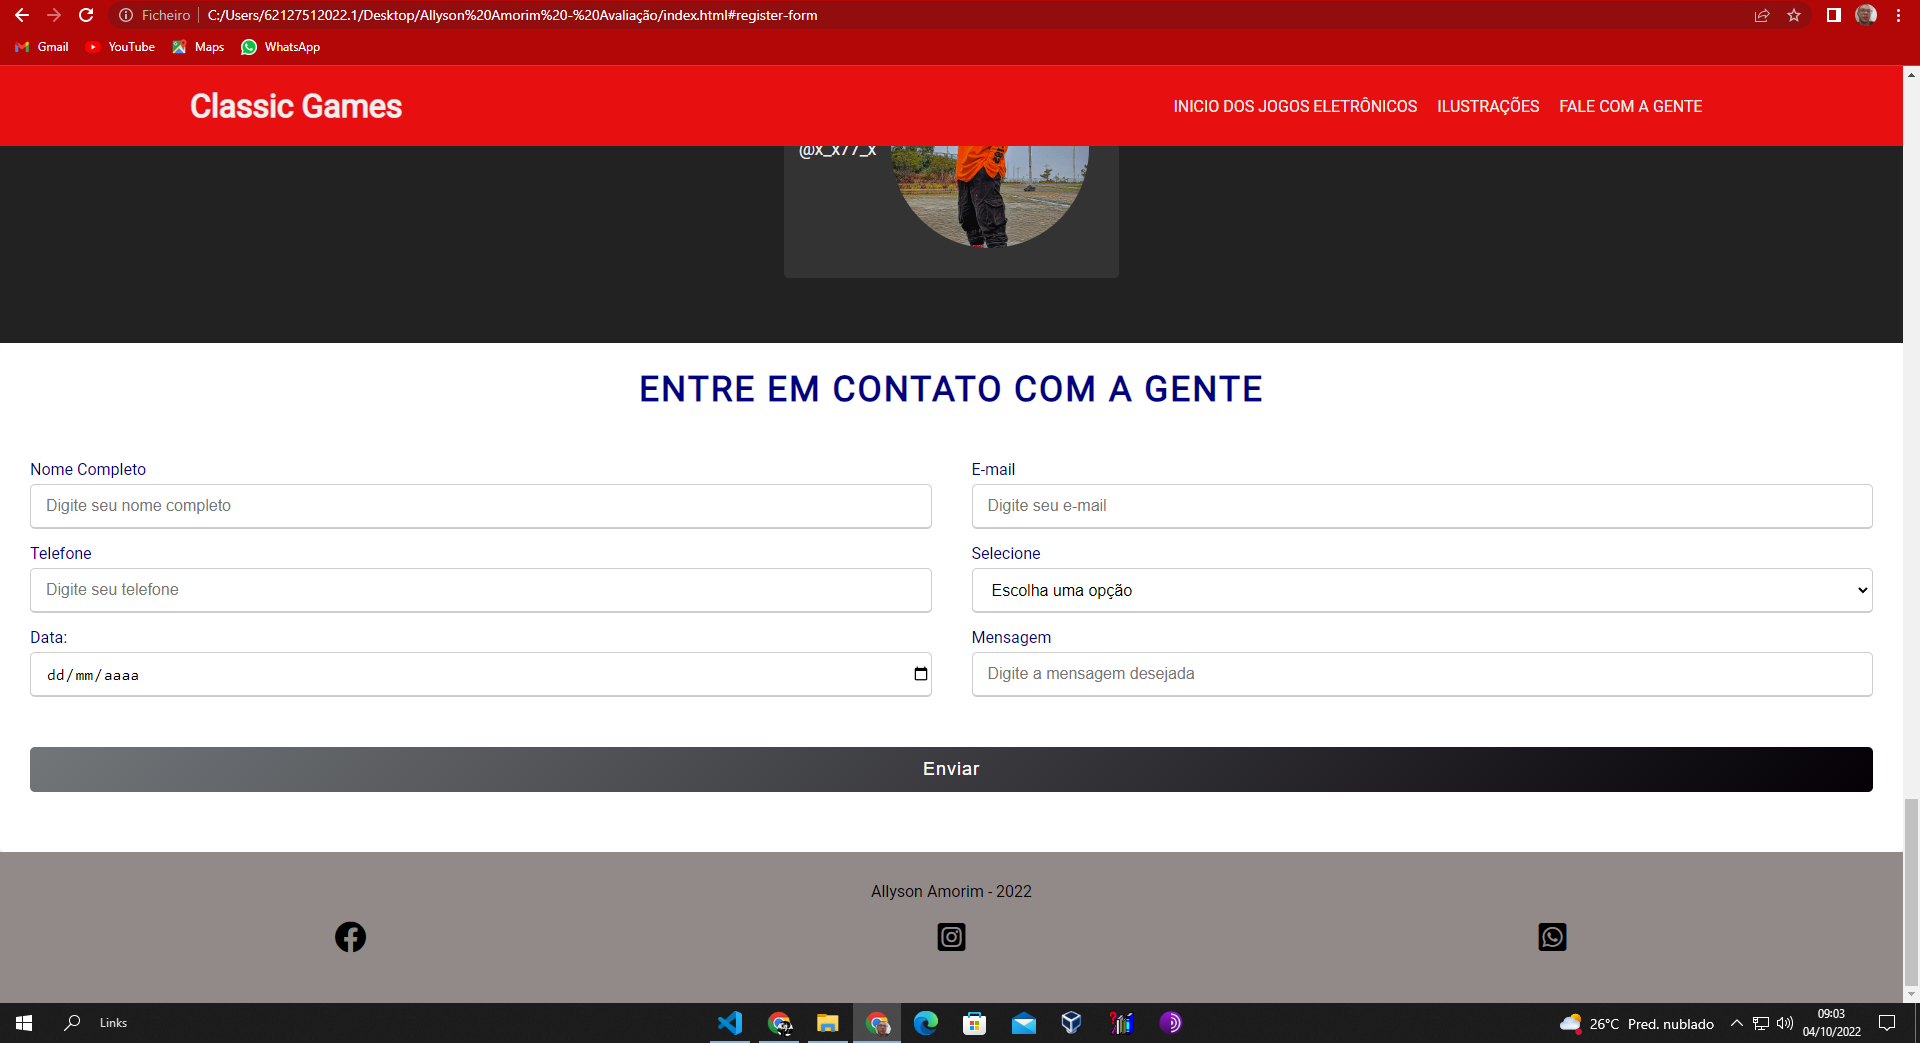 Ficheiro C:/Users/62127512022.1/Desktop/Allyson%20Amorim%20-%20Avaliação/index.html#register-form
Gmail YouTube Maps WhatsApp
Classic Games INICIO DOS JOGOS ELETRÔNICOS ILUSTRAÇÕES FALE COM A GENTE
@x_x77_x
ENTRE EM CONTATO COM A GENTE
Nome Completo E-mail
Digite seu nome completo Digite seu e-mail
Telefone Selecione
Digite seu telefone Escolha uma opção
Data: Mensagem
dd/mm/aaaa Digite a mensagem desejada
Enviar
Allyson Amorim - 2022
Links 26°C Pred. nublado 09:03
04/10/2022